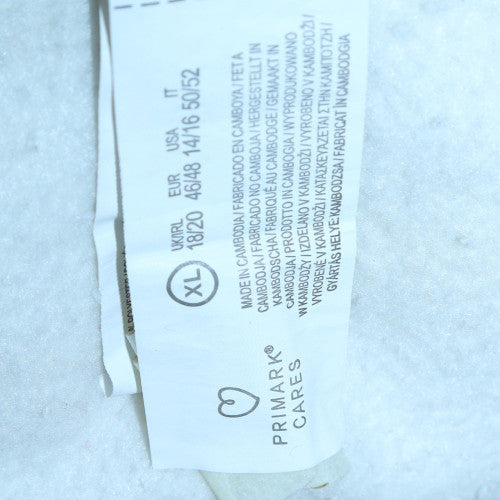 XL
UK/IRL EUR USA IT
18/20 46/48 14/16 50/52
MADE IN CAMBODIA / FABRICADO EN CAMBOYA / FET A
CAMBOJA / FABRICADO NO CAMBOJA / HERGESTELLT IN
KAMBODSCHA / FABRIQUÉ AU CAMBODGE / GEMAAKT IN
CAMBODJA / PRODOTTO IN CAMBOGIA / WYPRODUKOWANO
W KAMBODŻY / IZDELANO V KAMBODŽI / VYROBENO V KAMBODŽI /
VYROBENÉ V KAMBODŽI / ΚΑΤΑΣΚΕΥΑΖΕΤΑΙ ΣΤΗΝ ΚΑΜΠΟΤΖΗ /
GYÁRTÁS HELYE: KAMBODZSA / FABRICAT ÎN CAMBODGIA
PRIMARK®
CARES